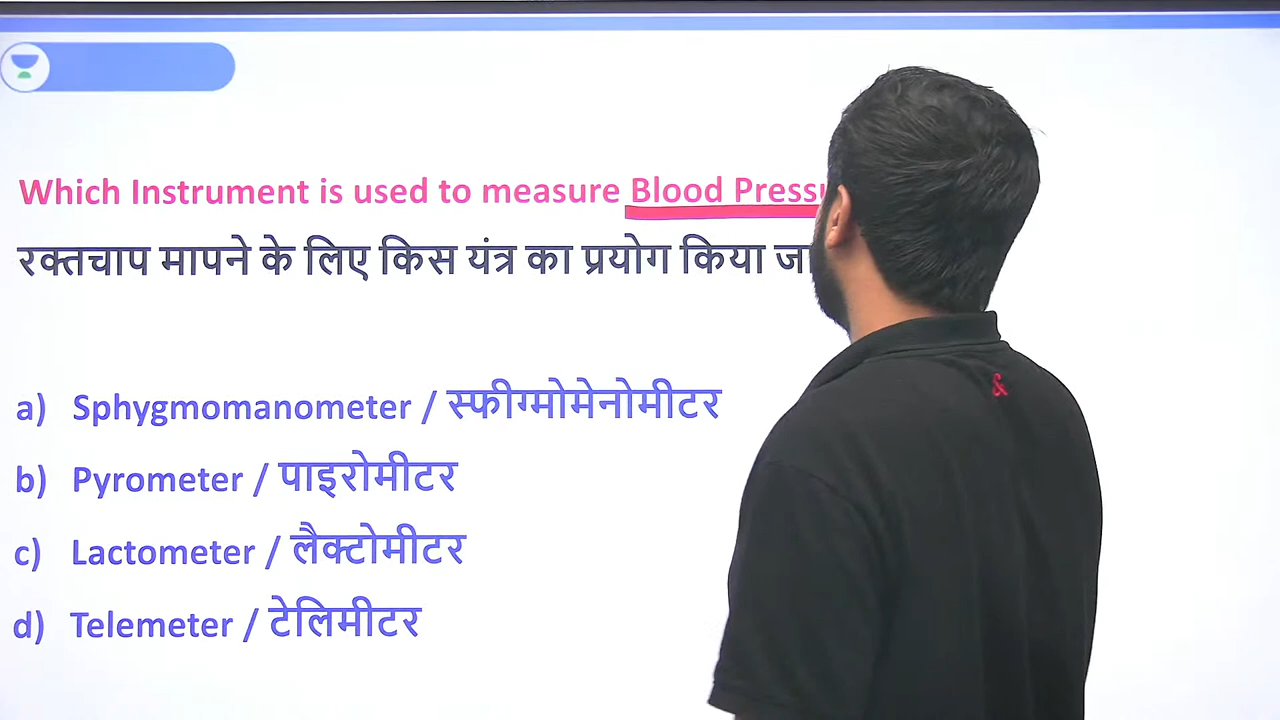 Which Instrument is used to measure Blood
रक्तचाप मापने के लिए किस यंत्र का प्रयोग किया
a) Sphygmomanometer / स्फीग्मोमेनोमीटर
b) Pyrometer / पाइरोमीटर
c) Lactometer / लैक्टोमीटर
d) Telemeter / टेलिमीटर
&